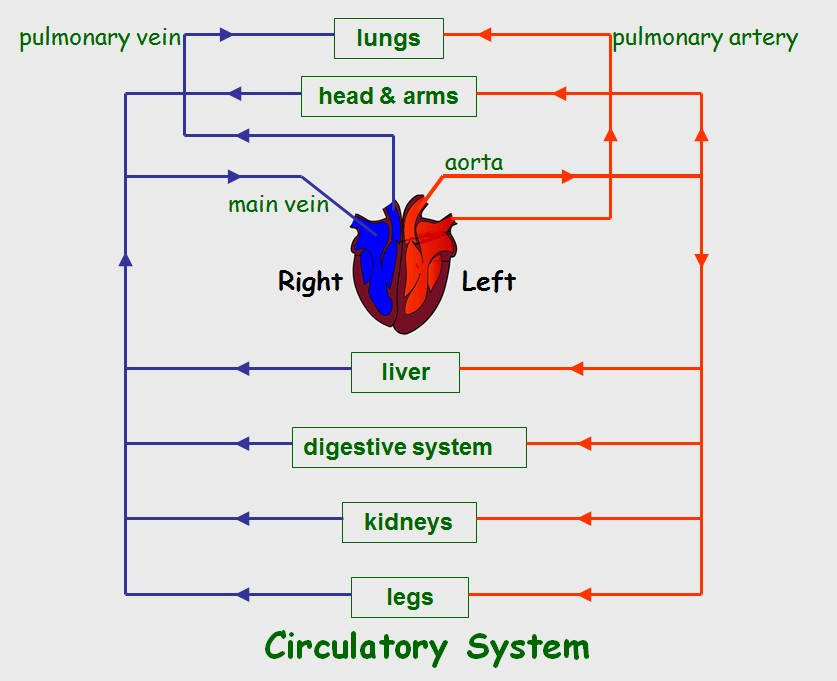 pulmonary vein
lungs
pulmonary artery
head & arms
aorta
main vein
Right
Left
liver
digestive system
kidneys
legs
Circulatory System